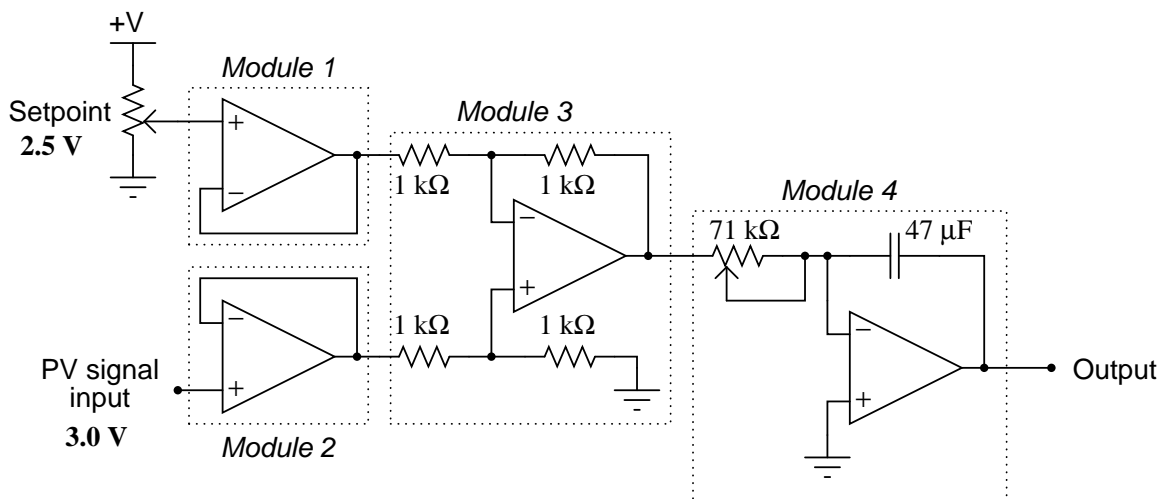 +V
Module 1
Setpoint
2.5 V
+
−
Module 3
1 kΩ
1 kΩ
−
+
Module 4
71 kΩ
47 μF
−
+
1 kΩ
1 kΩ
Output
PV signal
input
3.0 V
−
+
Module 2